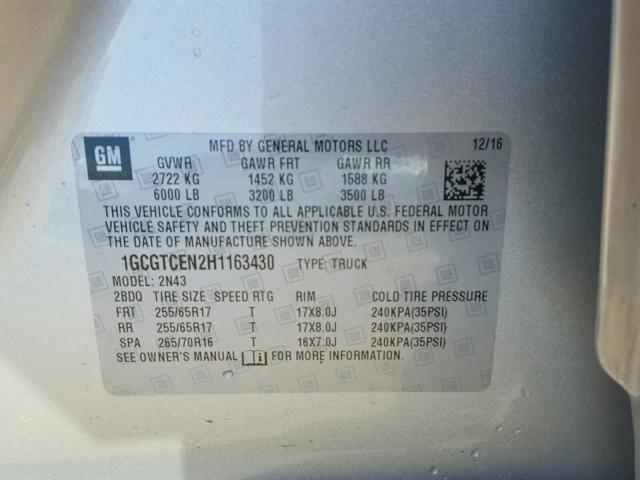 GM MFD BY GENERAL MOTORS LLC 12/16
GVWR GAWR FRT GAWR RR
2722 KG 1452 KG 1588 KG
6000 LB 3200 LB 3500 LB
THIS VEHICLE CONFORMS TO ALL APPLICABLE U.S. FEDERAL MOTOR
VEHICLE SAFETY AND THEFT PREVENTION STANDARDS IN EFFECT ON
THE DATE OF MANUFACTURE SHOWN ABOVE.
1GCGTCEN2H1163430 TYPE: TRUCK
MODEL: 2N43
2BDQ TIRE SIZE SPEED RTG RIM COLD TIRE PRESSURE
FRT 255/65R17 T 17X8.0J 240KPA(35PSI)
RR 255/65R17 T 17X8.0J 240KPA(35PSI)
SPA 265/70R16 T 16X7.0J 240KPA(35PSI)
SEE OWNER'S MANUAL FOR MORE INFORMATION.